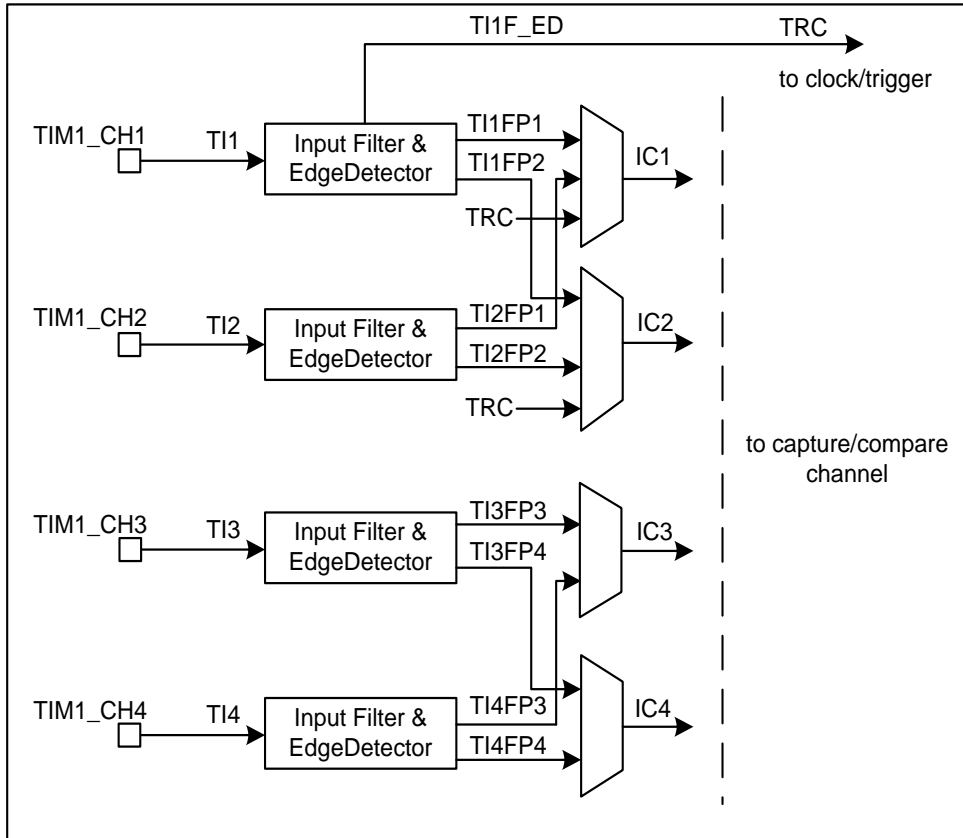 TI1F_ED
TRC
to clock/trigger
TIM1_CH1
TI1
Input Filter &
EdgeDetector
TI1FP1
TI1FP2
TRC
IC1
TIM1_CH2
TI2
Input Filter &
EdgeDetector
TI2FP1
TI2FP2
TRC
IC2
to capture/compare
channel
TIM1_CH3
TI3
Input Filter &
EdgeDetector
TI3FP3
TI3FP4
IC3
TIM1_CH4
TI4
Input Filter &
EdgeDetector
TI4FP3
TI4FP4
IC4